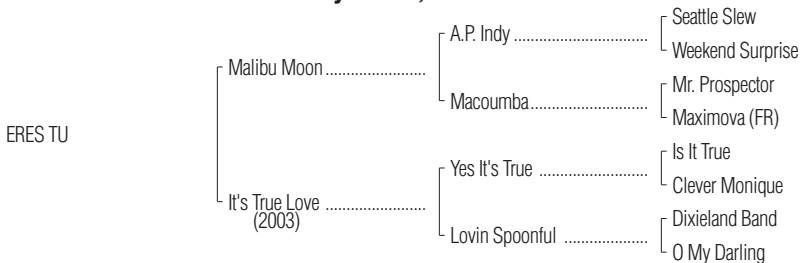 Seattle Slew
A.P. Indy ..................................
Weekend Surprise
Malibu Moon .........................
Mr. Prospector
Macoumba.............................
Maximova (FR)
ERES TU
Is It True
Yes It's True ...........................
Clever Monique
It's True Love .........................
(2003)
Dixieland Band
Lovin Spoonful .....................
O My Darling